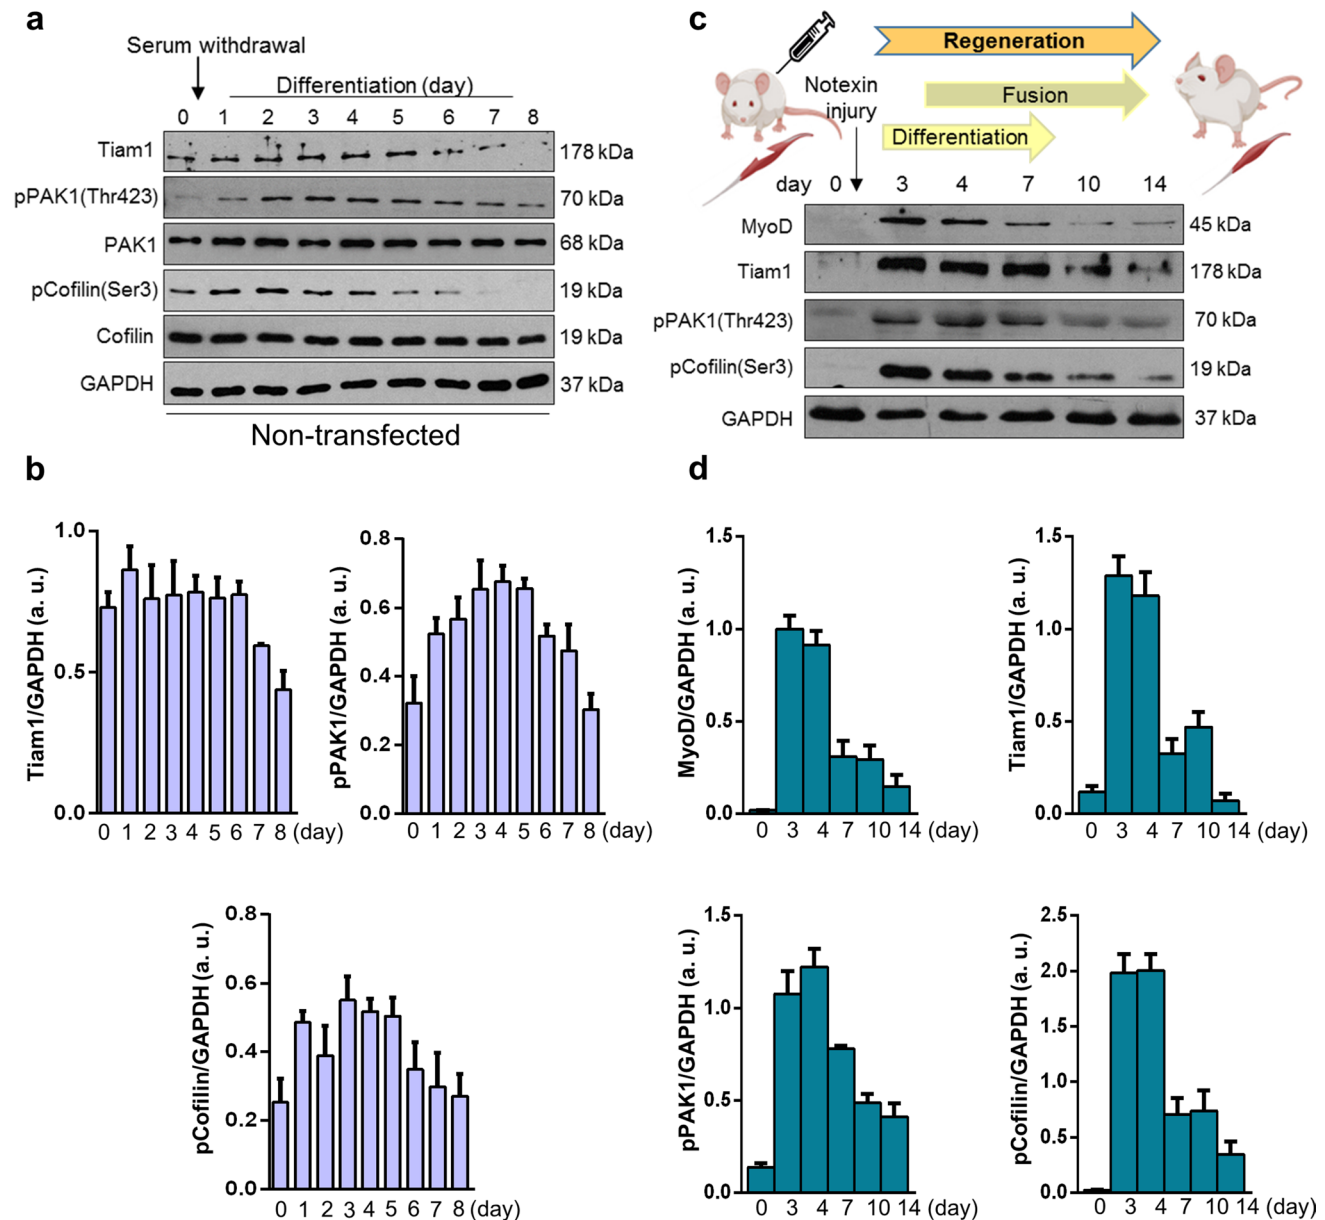 a
Serum withdrawal
Differentiation (day)
0 1 2 3 4 5 6 7 8
Tiam1 178 kDa
pPAK1(Thr423) 70 kDa
PAK1 68 kDa
pCofilin(Ser3) 19 kDa
Cofilin 19 kDa
GAPDH 37 kDa
Non-transfected
c
Regeneration
Notexin
injury
Fusion
Differentiation
day 0 3 4 7 10 14
MyoD 45 kDa
Tiam1 178 kDa
pPAK1(Thr423) 70 kDa
pCofilin(Ser3) 19 kDa
GAPDH 37 kDa
b
Tiam1/GAPDH (a. u.)
1.0
0.5
0.0
0 1 2 3 4 5 6 7 8 (day)
pPAK1/GAPDH (a. u.)
0.8
0.6
0.4
0.2
0.0
0 1 2 3 4 5 6 7 8 (day)
pCofilin/GAPDH (a. u.)
0.8
0.6
0.4
0.2
0.0
0 1 2 3 4 5 6 7 8 (day)
d
MyoD/GAPDH (a. u.)
1.5
1.0
0.5
0.0
0 3 4 7 10 14 (day)
Tiam1/GAPDH (a. u.)
1.5
1.0
0.5
0.0
0 3 4 7 10 14 (day)
pPAK1/GAPDH (a. u.)
1.5
1.0
0.5
0.0
0 3 4 7 10 14 (day)
pCofilin/GAPDH (a. u.)
2.5
2.0
1.5
1.0
0.5
0.0
0 3 4 7 10 14 (day)